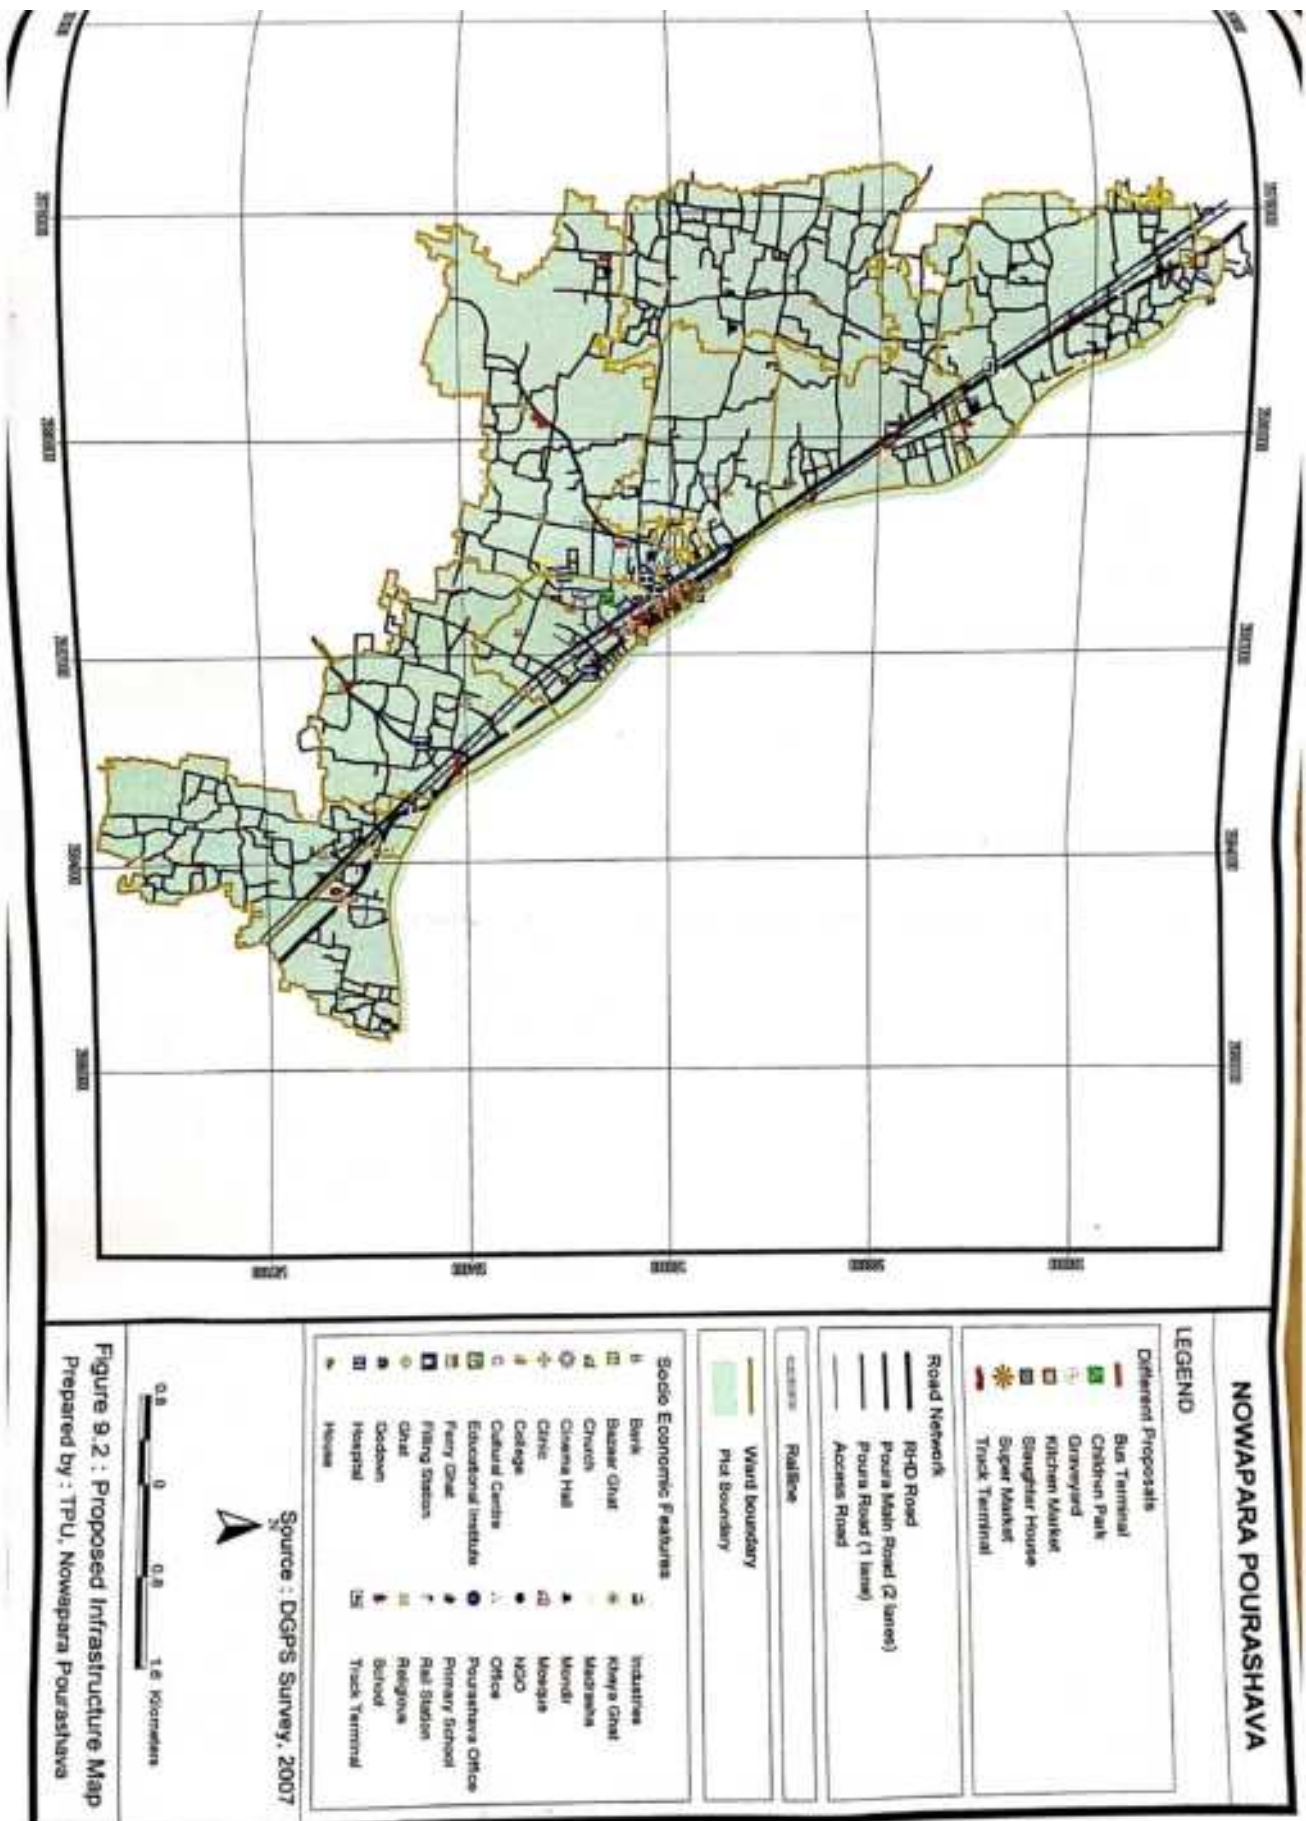 NOWAPARA POURASHAVA
LEGEND
Different Proposals
Bus Terminal
Children Park
Graveyard
Kitchen Market
Slaughter House
Super Market
Truck Terminal
Road Network
RHD Road
Poura Main Road (2 lanes)
Poura Road (1 lane)
Access Road
Railline
Ward boundary
Plot Boundary
Socio Economic Features
Bank
Bazaar Ghat
Church
Cinema Hall
Clinic
College
Cultural Centre
Educational Institute
Ferry Ghat
Filling Station
Ghat
Godown
Hospital
House
Industries
Kheya Ghat
Madrasha
Mondir
Mosque
NGO
Office
Pourashava Office
Primary School
Rail Station
Religious
School
Truck Terminal
Source : DGPS Survey, 2007
N
0.8 0 0.8 1.6 Kilometers
Figure 9.2 : Proposed Infrastructure Map
Prepared by : TPU, Nowapara Pourashava